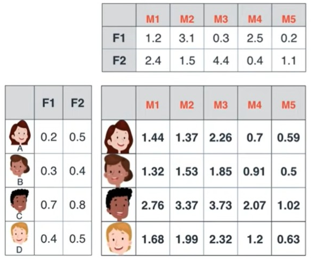 M1 M2 M3 M4 M5
F1 1.2 3.1 0.3 2.5 0.2
F2 2.4 1.5 4.4 0.4 1.1
F1 F2
A 0.2 0.5
B 0.3 0.4
C 0.7 0.8
D 0.4 0.5
M1 M2 M3 M4 M5
1.44 1.37 2.26 0.7 0.59
1.32 1.53 1.85 0.91 0.5
2.76 3.37 3.73 2.07 1.02
1.68 1.99 2.32 1.2 0.63